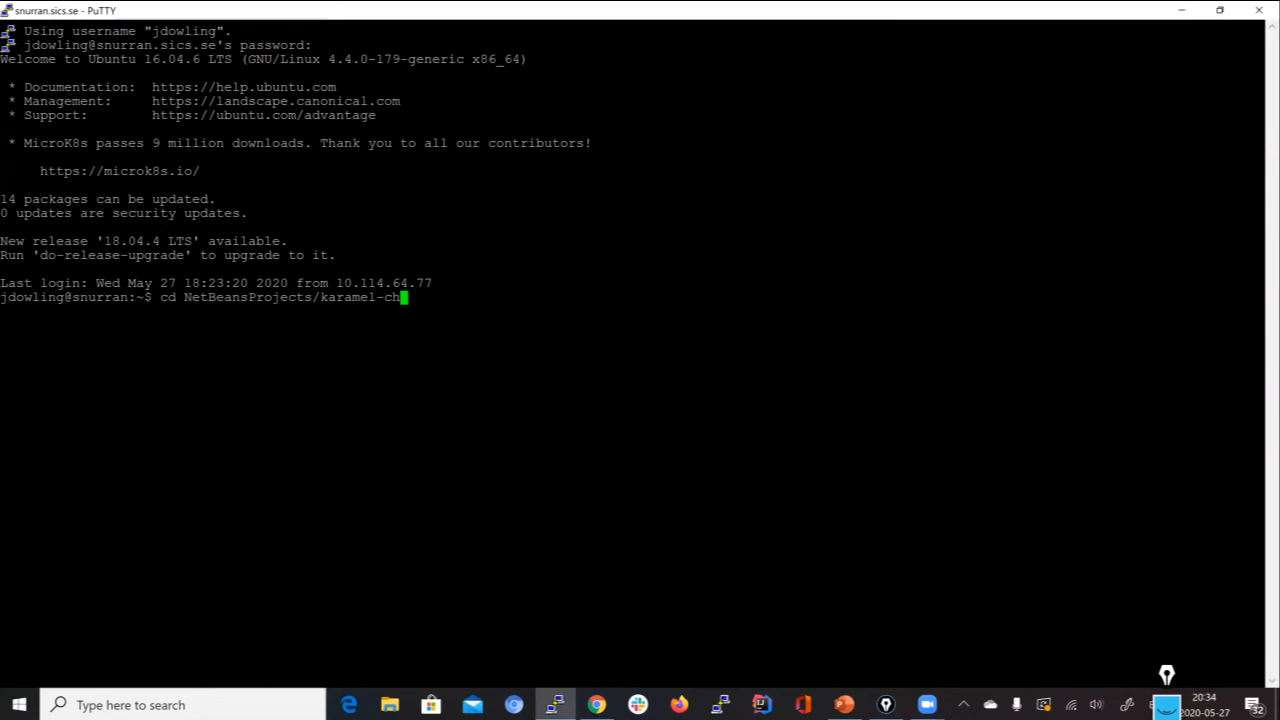 snurran.sics.se - PuTTY
Using username "jdowling".
jdowling@snurran.sics.se's password:
Welcome to Ubuntu 16.04.6 LTS (GNU/Linux 4.4.0-179-generic x86_64)
* Documentation:  https://help.ubuntu.com
* Management:     https://landscape.canonical.com
* Support:        https://ubuntu.com/advantage
* MicroK8s passes 9 million downloads. Thank you to all our contributors!
https://microk8s.io/
14 packages can be updated.
0 updates are security updates.
New release '18.04.4 LTS' available.
Run 'do-release-upgrade' to upgrade to it.
Last login: Wed May 27 18:23:20 2020 from 10.114.64.77
jdowling@snurran:~$ cd NetBeansProjects/karamel-ch
Type here to search
20:34
2020-05-27
32